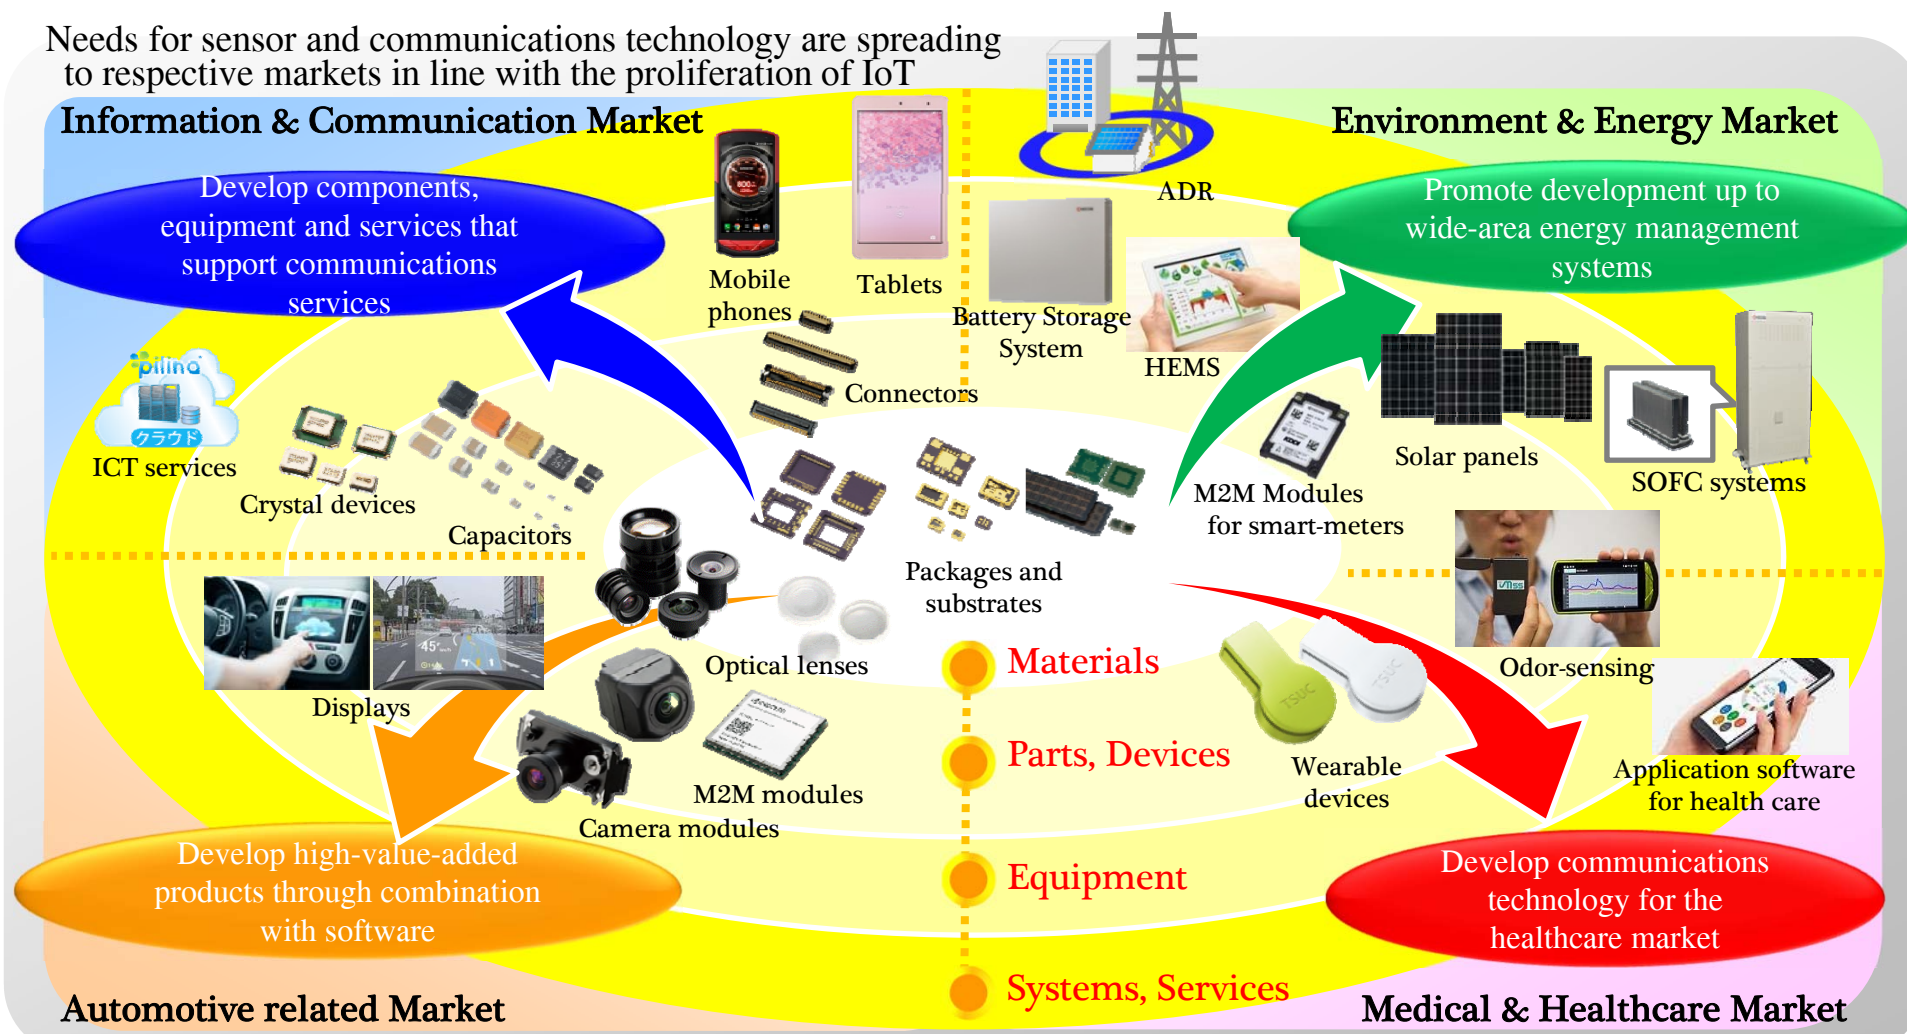 Needs for sensor and communications technology are spreading
to respective markets in line with the proliferation of IoT
Information & Communication Market
Environment & Energy Market
Develop components,
equipment and services that
support communications
services
Promote development up to
wide-area energy management
systems
ADR
Mobile
phones
Tablets
Battery Storage
System
HEMS
Connectors
pilina
クラウド
ICT services
Crystal devices
Capacitors
Solar panels
SOFC systems
M2M Modules
for smart-meters
Packages and
substrates
Optical lenses
45
Displays
Odor-sensing
TSUC
TSUC
M2M modules
Camera modules
Wearable
devices
Application software
for health care
Materials
Parts, Devices
Equipment
Systems, Services
Develop high-value-added
products through combination
with software
Develop communications
technology for the
healthcare market
Automotive related Market
Medical & Healthcare Market